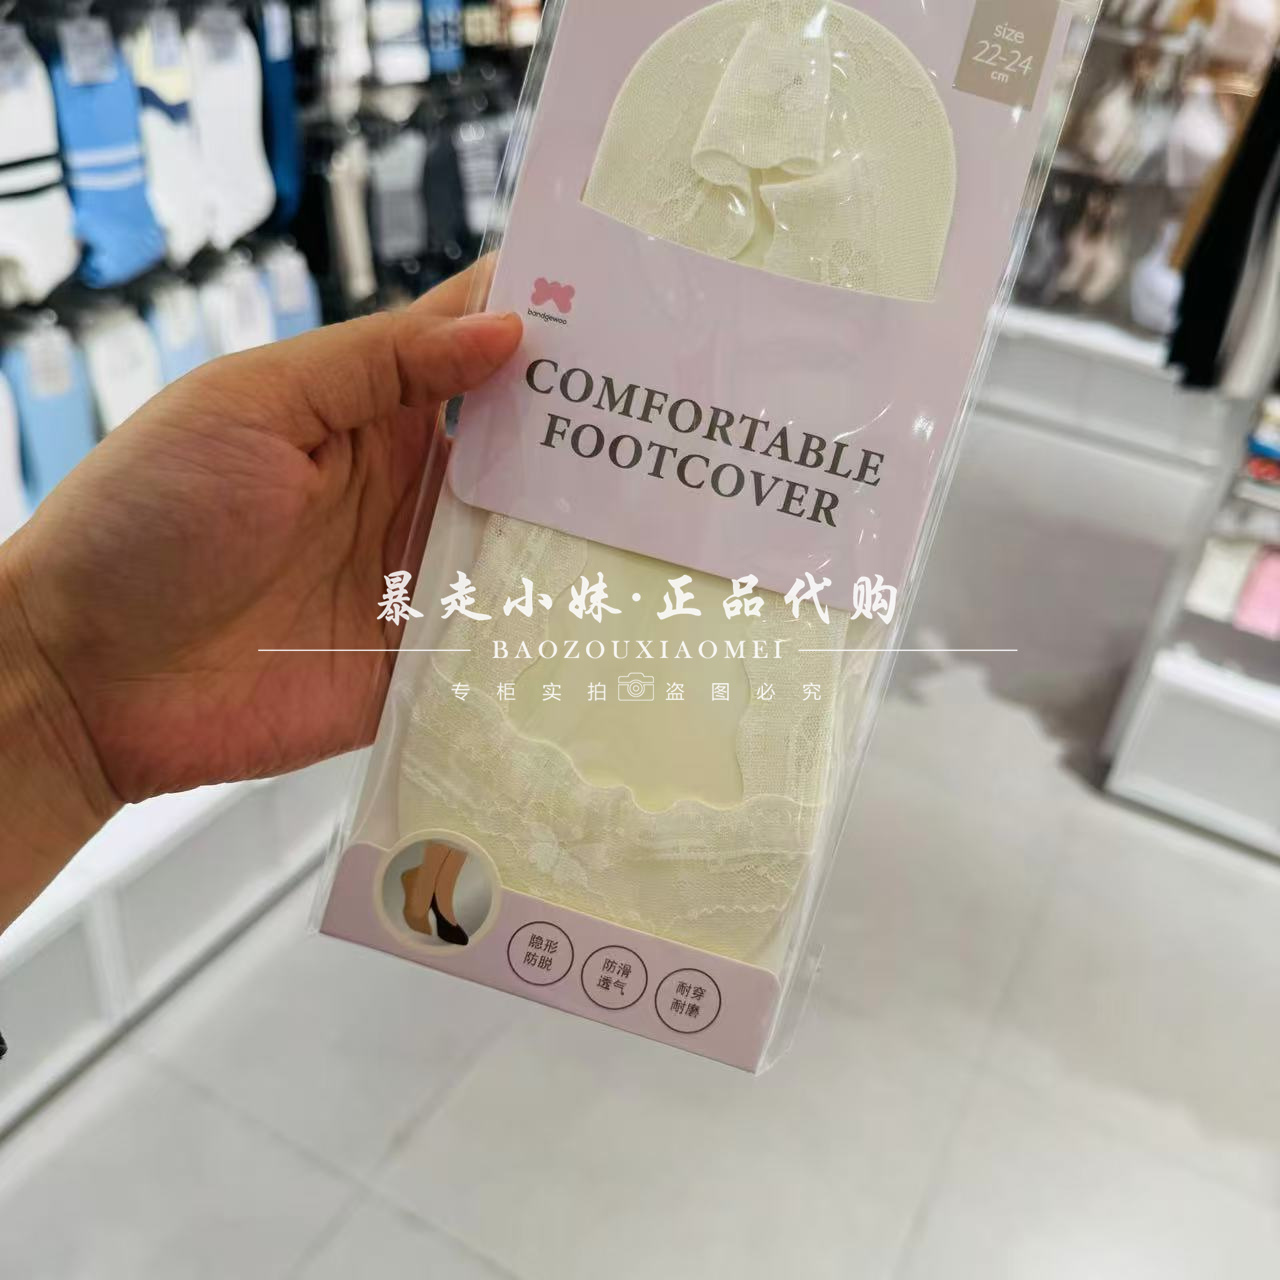 size
22-24
cm
bandgewoo
COMFORTABLE
FOOTCOVER
暴走小妹·正品代购
BAOZOUXIAOMEI
专柜实拍 盗图必究
隐形
防脱
防滑
透气
耐穿
耐磨